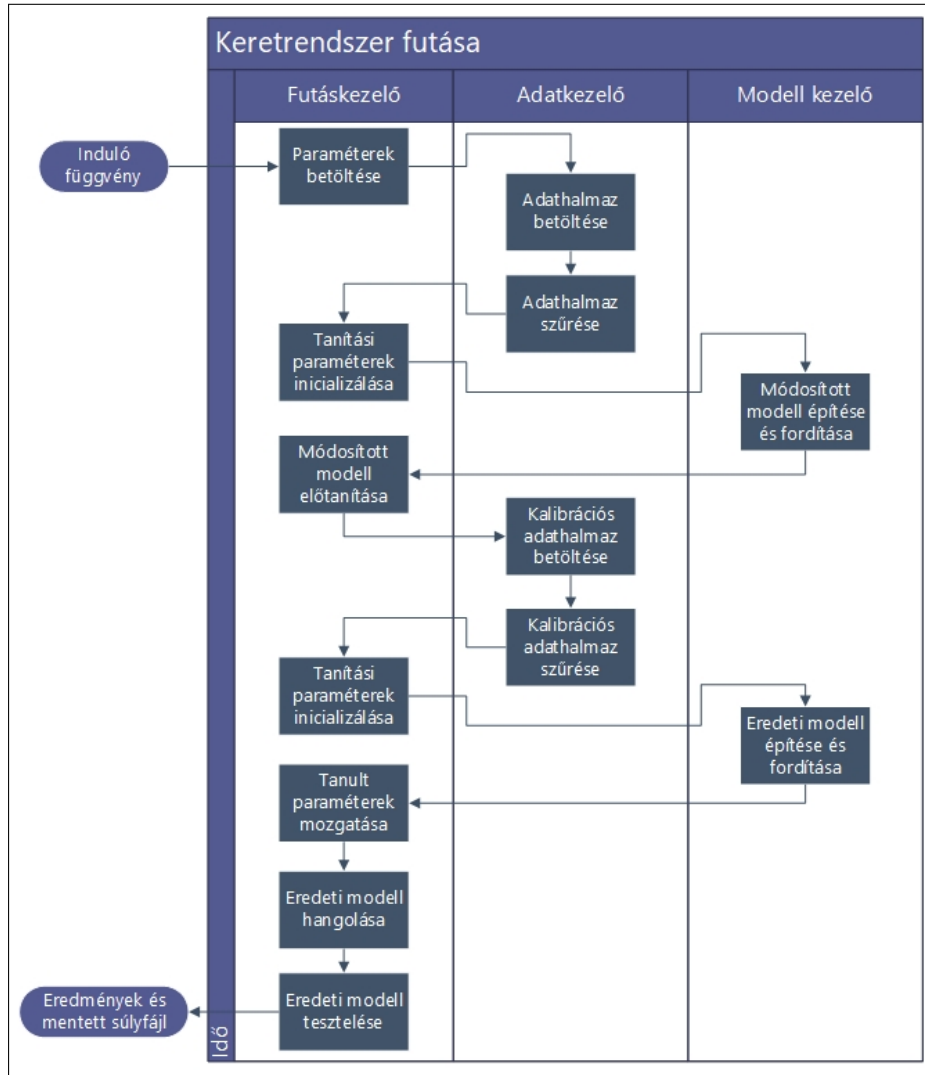 Keretrendszer futása
Futáskezelő
Adatkezelő
Modell kezelő
Induló
függvény
Paraméterek
betöltése
Adathalmaz
betöltése
Adathalmaz
szűrése
Tanítási
paraméterek
inicializálása
Módosított
modell építése
és fordítása
Módosított
modell
előtanítása
Kalibrációs
adathalmaz
betöltése
Kalibrációs
adathalmaz
szűrése
Tanítási
paraméterek
inicializálása
Eredeti modell
építése és
fordítása
Tanult
paraméterek
mozgatása
Eredeti modell
hangolása
Eredeti modell
tesztelése
Eredmények és
mentett súlyfájl
Idő